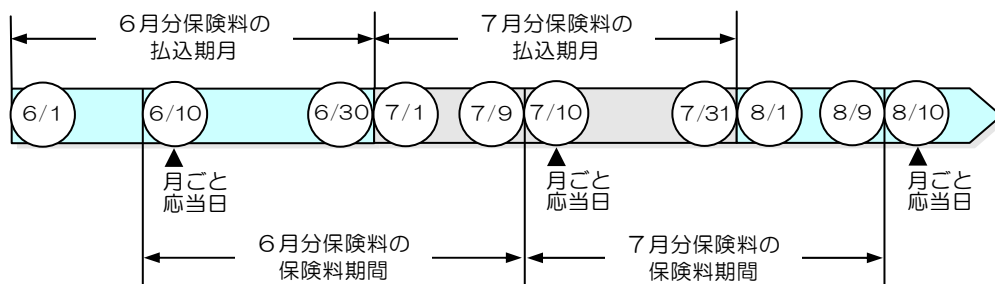 6月分保険料の
払込期月
7月分保険料の
払込期月
6/1
6/10
6/30
7/1
7/9
7/10
7/31
8/1
8/9
8/10
月ごと
応当日
月ごと
応当日
月ごと
応当日
6月分保険料の
保険料期間
7月分保険料の
保険料期間